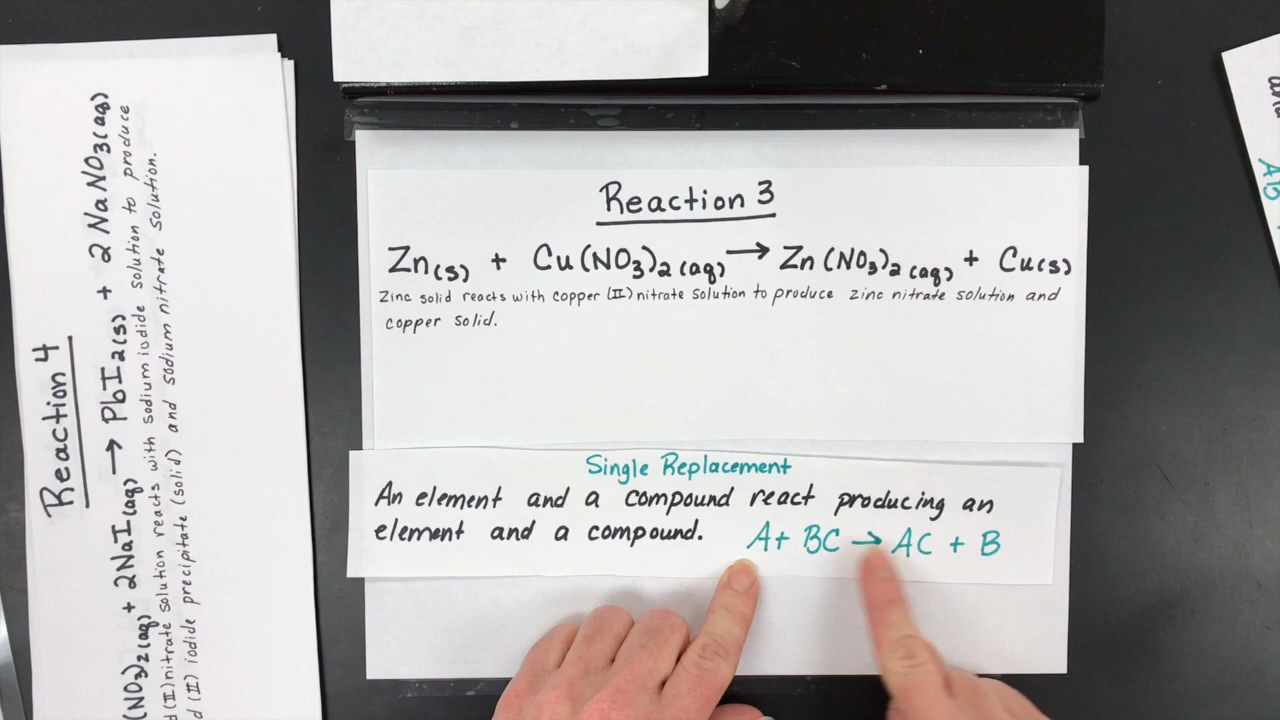 Reaction 3
Zn(s) + Cu(NO3)2(aq) → Zn(NO3)2(aq) + Cu(s)
Zinc solid reacts with copper (II) nitrate solution to produce zinc nitrate solution and
copper solid.
Single Replacement
An element and a compound react producing an
element and a compound. A + BC → AC + B
Reaction 4
(NO3)2(aq) + 2NaI(aq) → PbI2(s) + 2NaNO3(aq)
(II) nitrate solution reacts with sodium iodide solution to produce
(II) iodide precipitate (solid) and sodium nitrate solution.